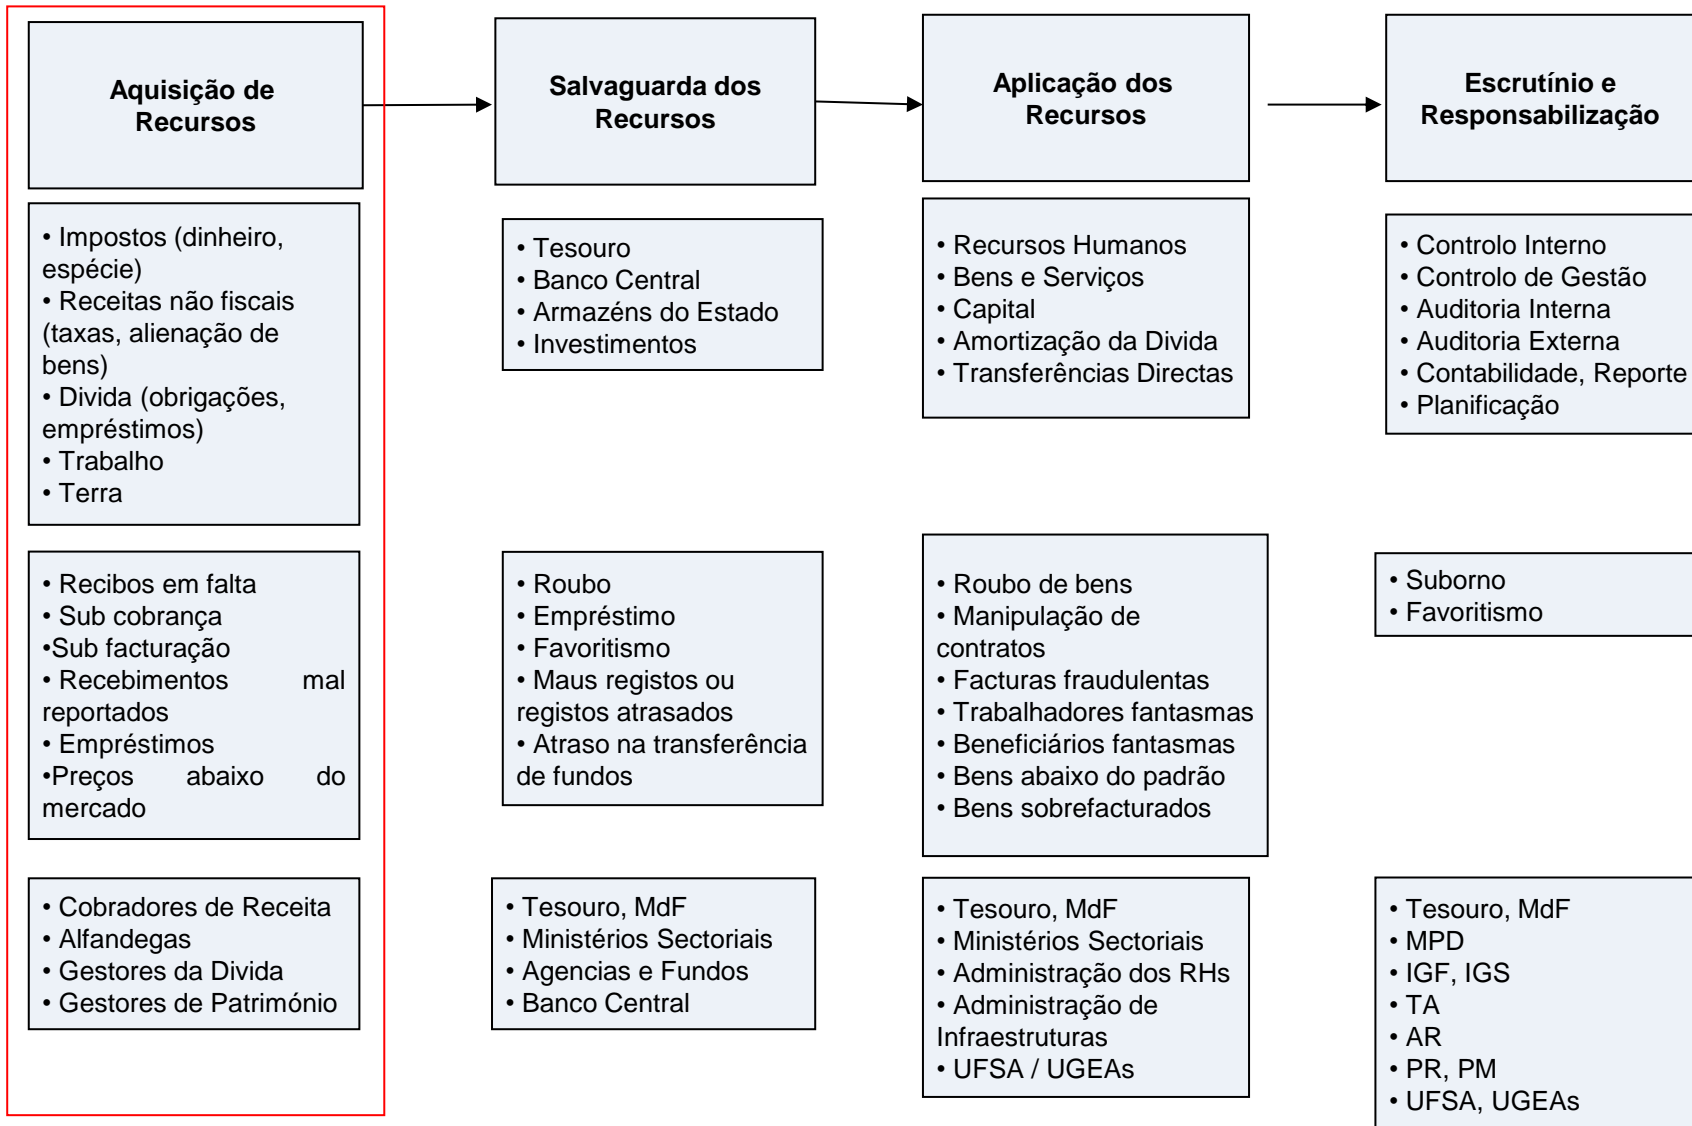 Aquisição de
Recursos
Salvaguarda dos
Recursos
Aplicação dos
Recursos
Escrutínio e
Responsabilização
• Impostos (dinheiro,
espécie)
• Receitas não fiscais
(taxas, alienação de
bens)
• Divida (obrigações,
empréstimos)
• Trabalho
• Terra
• Tesouro
• Banco Central
• Armazéns do Estado
• Investimentos
• Recursos Humanos
• Bens e Serviços
• Capital
• Amortização da Divida
• Transferências Directas
• Controlo Interno
• Controlo de Gestão
• Auditoria Interna
• Auditoria Externa
• Contabilidade, Reporte
• Planificação
• Recibos em falta
• Sub cobrança
•Sub facturação
• Recebimentos mal
reportados
• Empréstimos
•Preços abaixo do
mercado
• Roubo
• Empréstimo
• Favoritismo
• Maus registos ou
registos atrasados
• Atraso na transferência
de fundos
• Roubo de bens
• Manipulação de
contratos
• Facturas fraudulentas
• Trabalhadores fantasmas
• Beneficiários fantasmas
• Bens abaixo do padrão
• Bens sobrefacturados
• Suborno
• Favoritismo
• Cobradores de Receita
• Alfandegas
• Gestores da Divida
• Gestores de Património
• Tesouro, MdF
• Ministérios Sectoriais
• Agencias e Fundos
• Banco Central
• Tesouro, MdF
• Ministérios Sectoriais
• Administração dos RHs
• Administração de
Infraestruturas
• UFSA / UGEAs
• Tesouro, MdF
• MPD
• IGF, IGS
• TA
• AR
• PR, PM
• UFSA, UGEAs